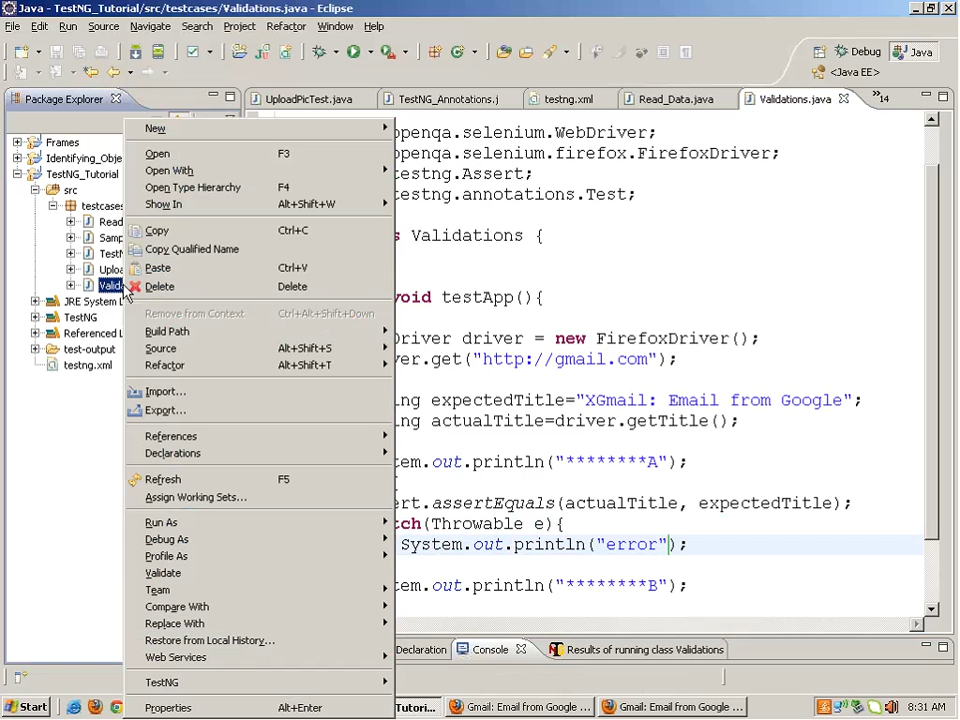 Java - TestNG_Tutorial/src/testcases/Validations.java - Eclipse
File Edit Run Source Navigate Search Project Refactor Window Help
Debug Java
<Java EE>
Package Explorer
UploadPicTest.java TestNG_Annotations.j testng.xml Read_Data.java Validations.java »14
Frames
Identifying_Obje
TestNG_Tutorial
src
testcases
Read
Samp
TestN
Uploa
Valida
JRE System L
TestNG
Referenced L
test-output
testng.xml
New
Open F3
Open With
Open Type Hierarchy F4
Show In Alt+Shift+W
Copy Ctrl+C
Copy Qualified Name
Paste Ctrl+V
Delete Delete
Remove from Context Ctrl+Alt+Shift+Down
Build Path
Source Alt+Shift+S
Refactor Alt+Shift+T
Import...
Export...
References
Declarations
Refresh F5
Assign Working Sets...
Run As
Debug As
Profile As
Validate
Team
Compare With
Replace With
Restore from Local History...
Web Services
TestNG
Properties Alt+Enter
openqa.selenium.WebDriver;
openqa.selenium.firefox.FirefoxDriver;
testng.Assert;
testng.annotations.Test;
s Validations {
void testApp(){
Driver driver = new FirefoxDriver();
ver.get("http://gmail.com");
ing expectedTitle="XGmail: Email from Google";
ing actualTitle=driver.getTitle();
tem.out.println("********A");
ert.assertEquals(actualTitle, expectedTitle);
tch(Throwable e){
System.out.println("error");
tem.out.println("********B");
Declaration Console Results of running class Validations
Start Tutori... Gmail: Email from Google ... Gmail: Email from Google ... 8:31 AM